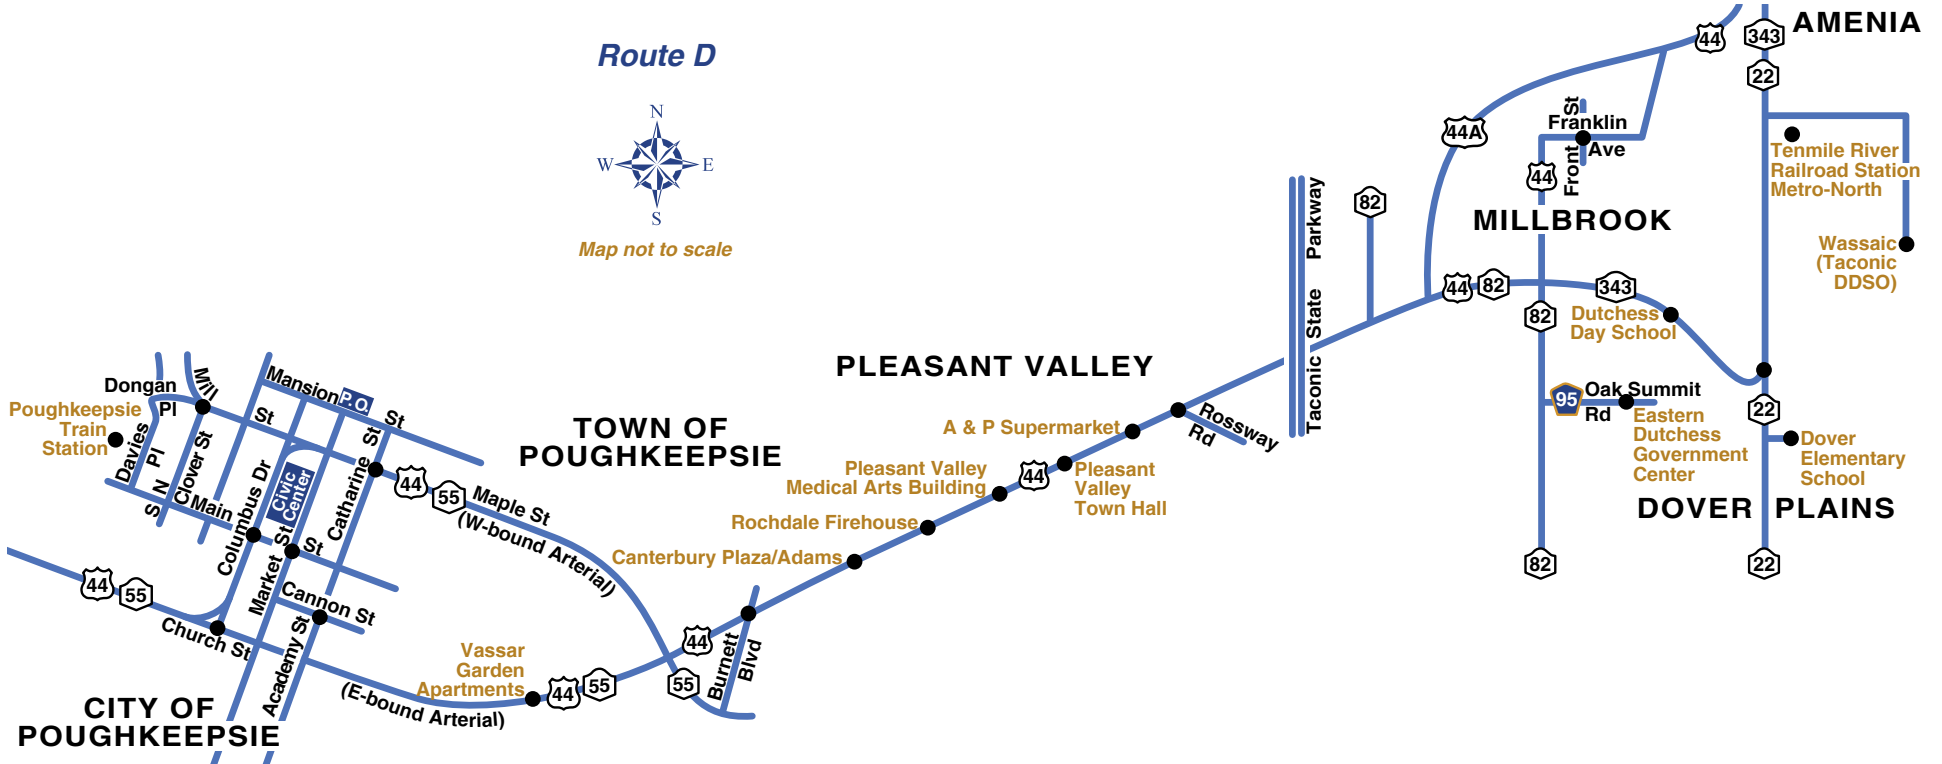 Route D
N
W E
S
Map not to scale
AMENIA
44
343
22
44A
Franklin
Ave
Front St
44
Tenmile River
Railroad Station
Metro-North
Wassaic
(Taconic
DDSO)
MILLBROOK
82
Taconic State Parkway
44
82
343
82
Dutchess
Day School
95
Oak Summit
Rd
Eastern
Dutchess
Government
Center
22
Dover
Elementary
School
DOVER PLAINS
82
22
PLEASANT VALLEY
Rossway
Rd
A & P Supermarket
Pleasant Valley
Medical Arts Building
44
Pleasant
Valley
Town Hall
Rochdale Firehouse
Canterbury Plaza/Adams
TOWN OF
POUGHKEEPSIE
Mansion St
P.O.
Dongan
Pl
Mill St
Poughkeepsie
Train
Station
Davies Pl
S N Clover St
Main St
Columbus Dr
Civic
Center
Catharine St
Market St
44
55
Maple St
(W-bound Arterial)
44
55
Cannon St
Church St
Academy St
(E-bound Arterial)
Vassar
Garden
Apartments
44
55
44
55
Burnett
Blvd
CITY OF
POUGHKEEPSIE